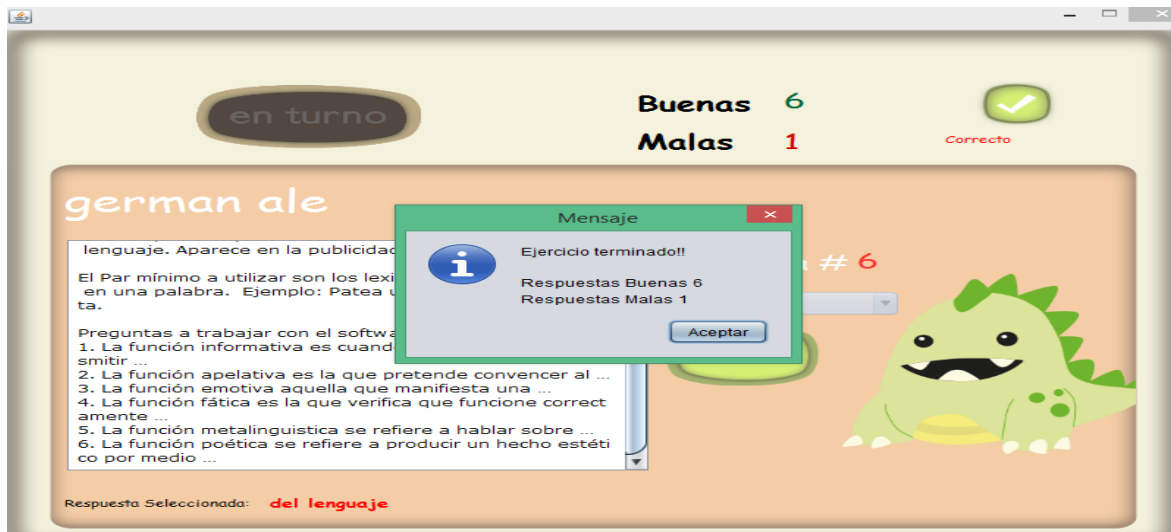 en turno
Buenas 6
Malas 1
Correcto
german ale
lenguaje. Aparece en la publicidad
El Par mínimo a utilizar son los lexi
en una palabra. Ejemplo: Patea
ta.
Preguntas a trabajar con el softwa
1. La función informativa es cuand
smitir ...
2. La función apelativa es la que pretende convencer al ...
3. La función emotiva aquella que manifiesta una ...
4. La función fática es la que verifica que funcione correct
amente ...
5. La función metalinguistica se refiere a hablar sobre ...
6. La función poética se refiere a producir un hecho estéti
co por medio ...
# 6
Mensaje
Ejercicio terminado!!
Respuestas Buenas 6
Respuestas Malas 1
Aceptar
Respuesta Seleccionada: del lenguaje